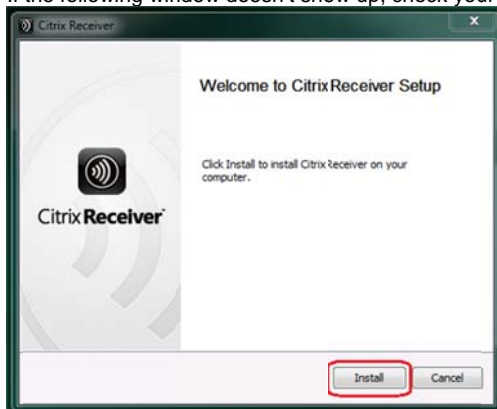 If the following window doesn't show up, check your
Citrix Receiver
X
Welcome to Citrix Receiver Setup
Click Install to install Citrix Receiver on your
computer.
Citrix Receiver
Install
Cancel